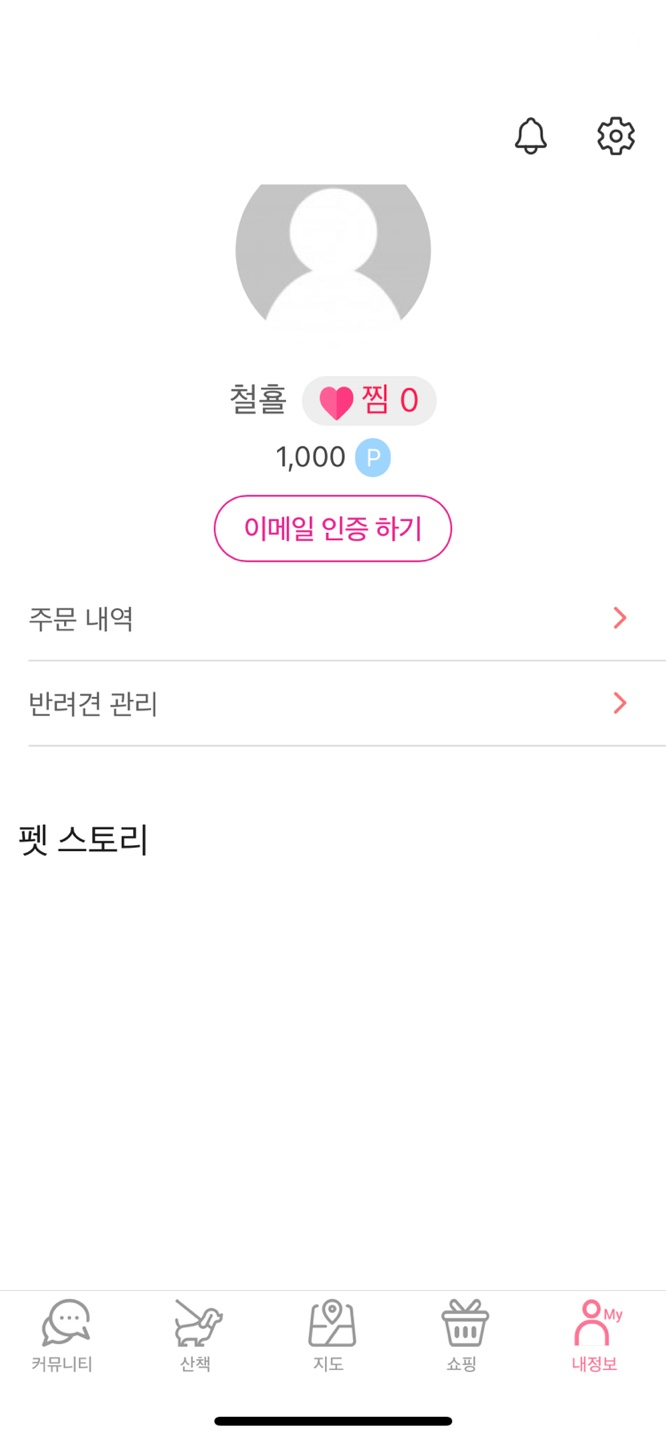 철횰 찜 0
1,000 P
이메일 인증 하기
주문 내역
반려견 관리
펫 스토리
My
커뮤니티 산책 지도 쇼핑 내정보